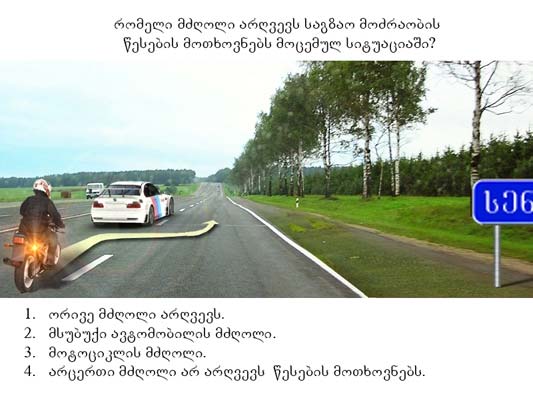 რომელი მძღოლი არღვევს საგზაო მოძრაობის
წესების მოთხოვნებს მოცემულ სიტუაციაში?
სენ
1. ორივე მძღოლი არღვევს.
2. მსუბუქი ავტომობილის მძღოლი.
3. მოტოციკლის მძღოლი.
4. არცერთი მძღოლი არ არღვევს წესების მოთხოვნებს.